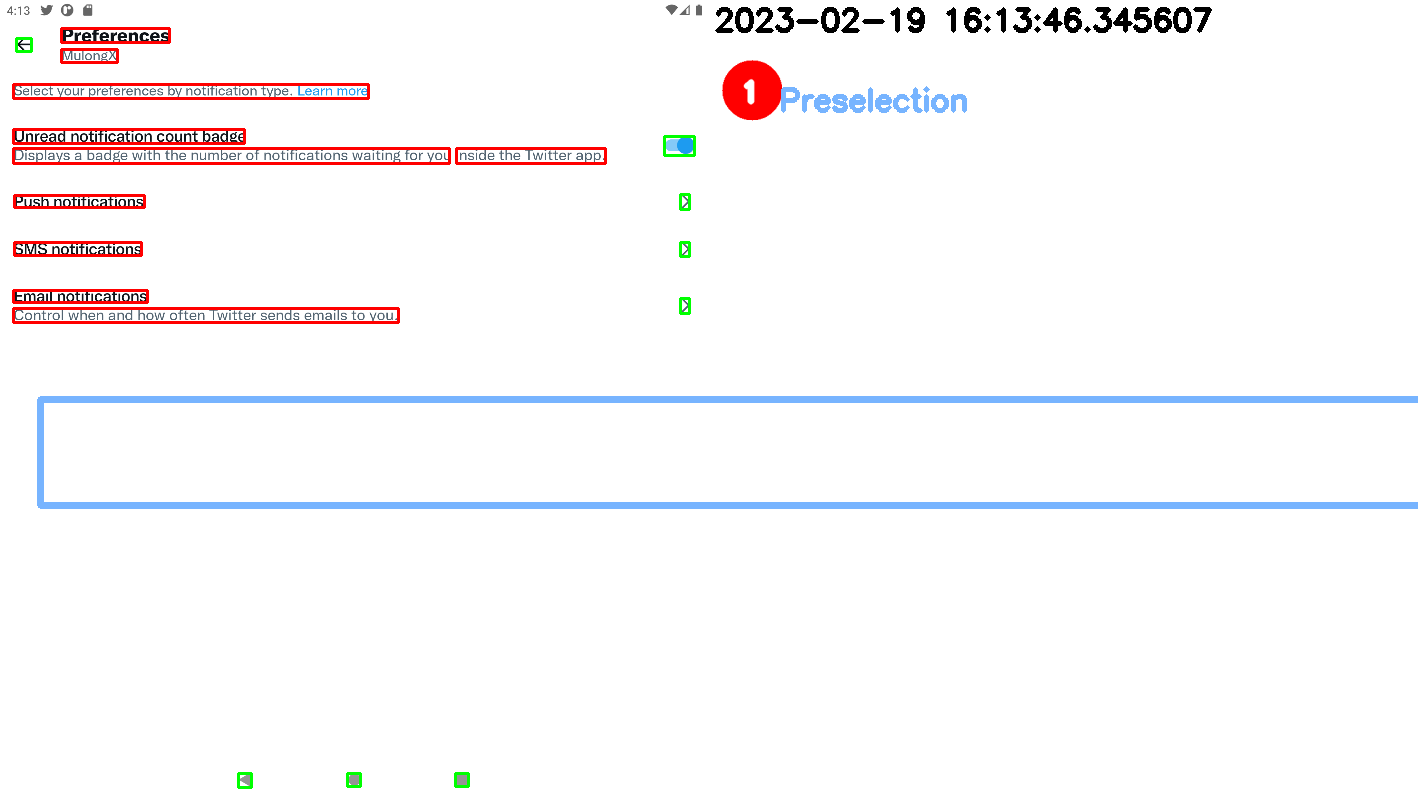 4:13
2023-02-19 16:13:46.345607
Preferences
MulongX
Select your preferences by notification type. Learn more
1 Preselection
Unread notification count badge
Displays a badge with the number of notifications waiting for you inside the Twitter app.
Push notifications
SMS notifications
Email notifications
Control when and how often Twitter sends emails to you.